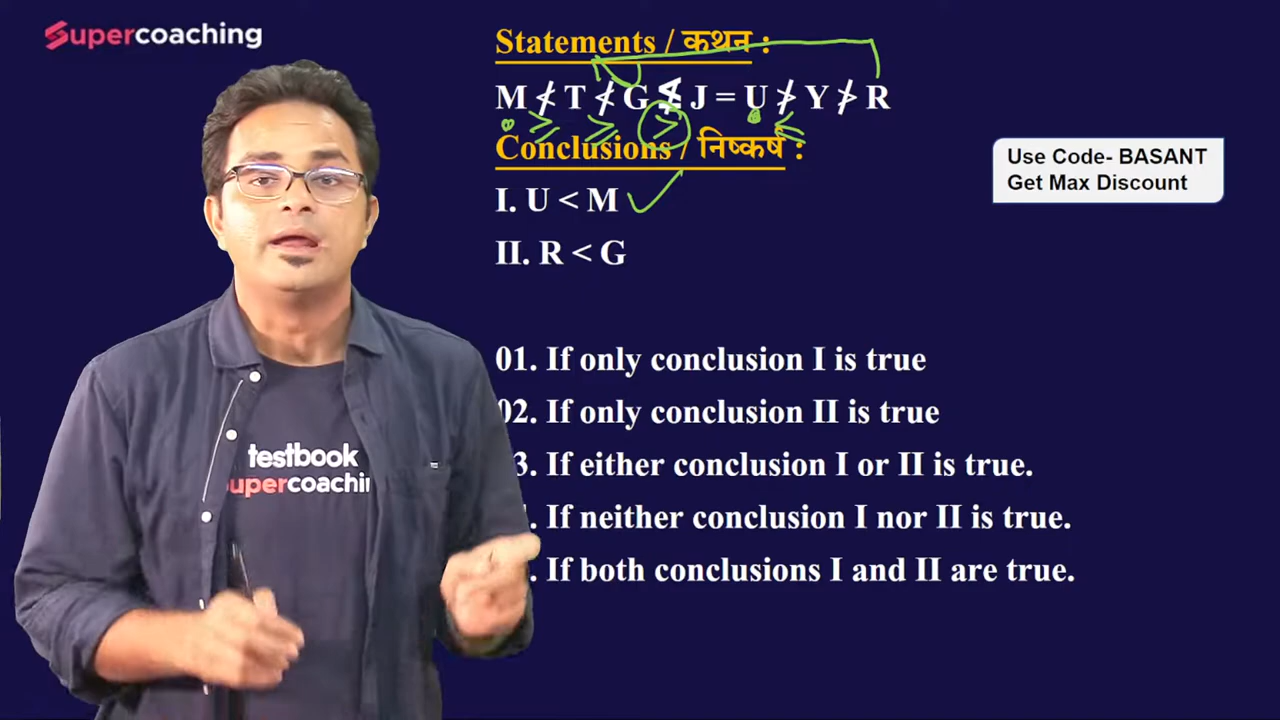 Supercoaching
Statements / कथन :
M ≮ T ≮ G ≰ J = U ≯ Y ≯ R
≥ ≥ > ≤
Conclusions / निष्कर्ष :
I. U < M ✓
II. R < G
Use Code- BASANT
Get Max Discount
01. If only conclusion I is true
02. If only conclusion II is true
3. If either conclusion I or II is true.
. If neither conclusion I nor II is true.
. If both conclusions I and II are true.
testbook
supercoachin